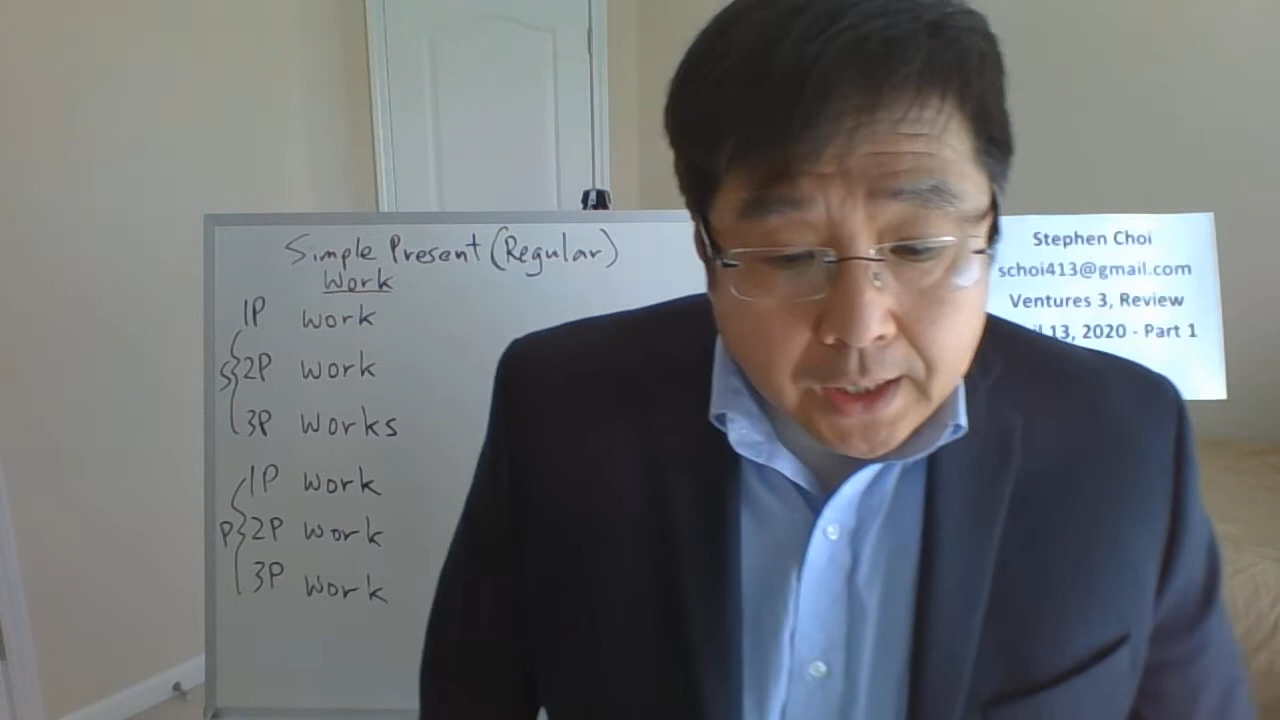 Simple Present (Regular)
Work
1P work
S 2P work
3P works
1P work
P 2P work
3P work
Stephen Choi
schoi413@gmail.com
Ventures 3, Review
13, 2020 - Part 1